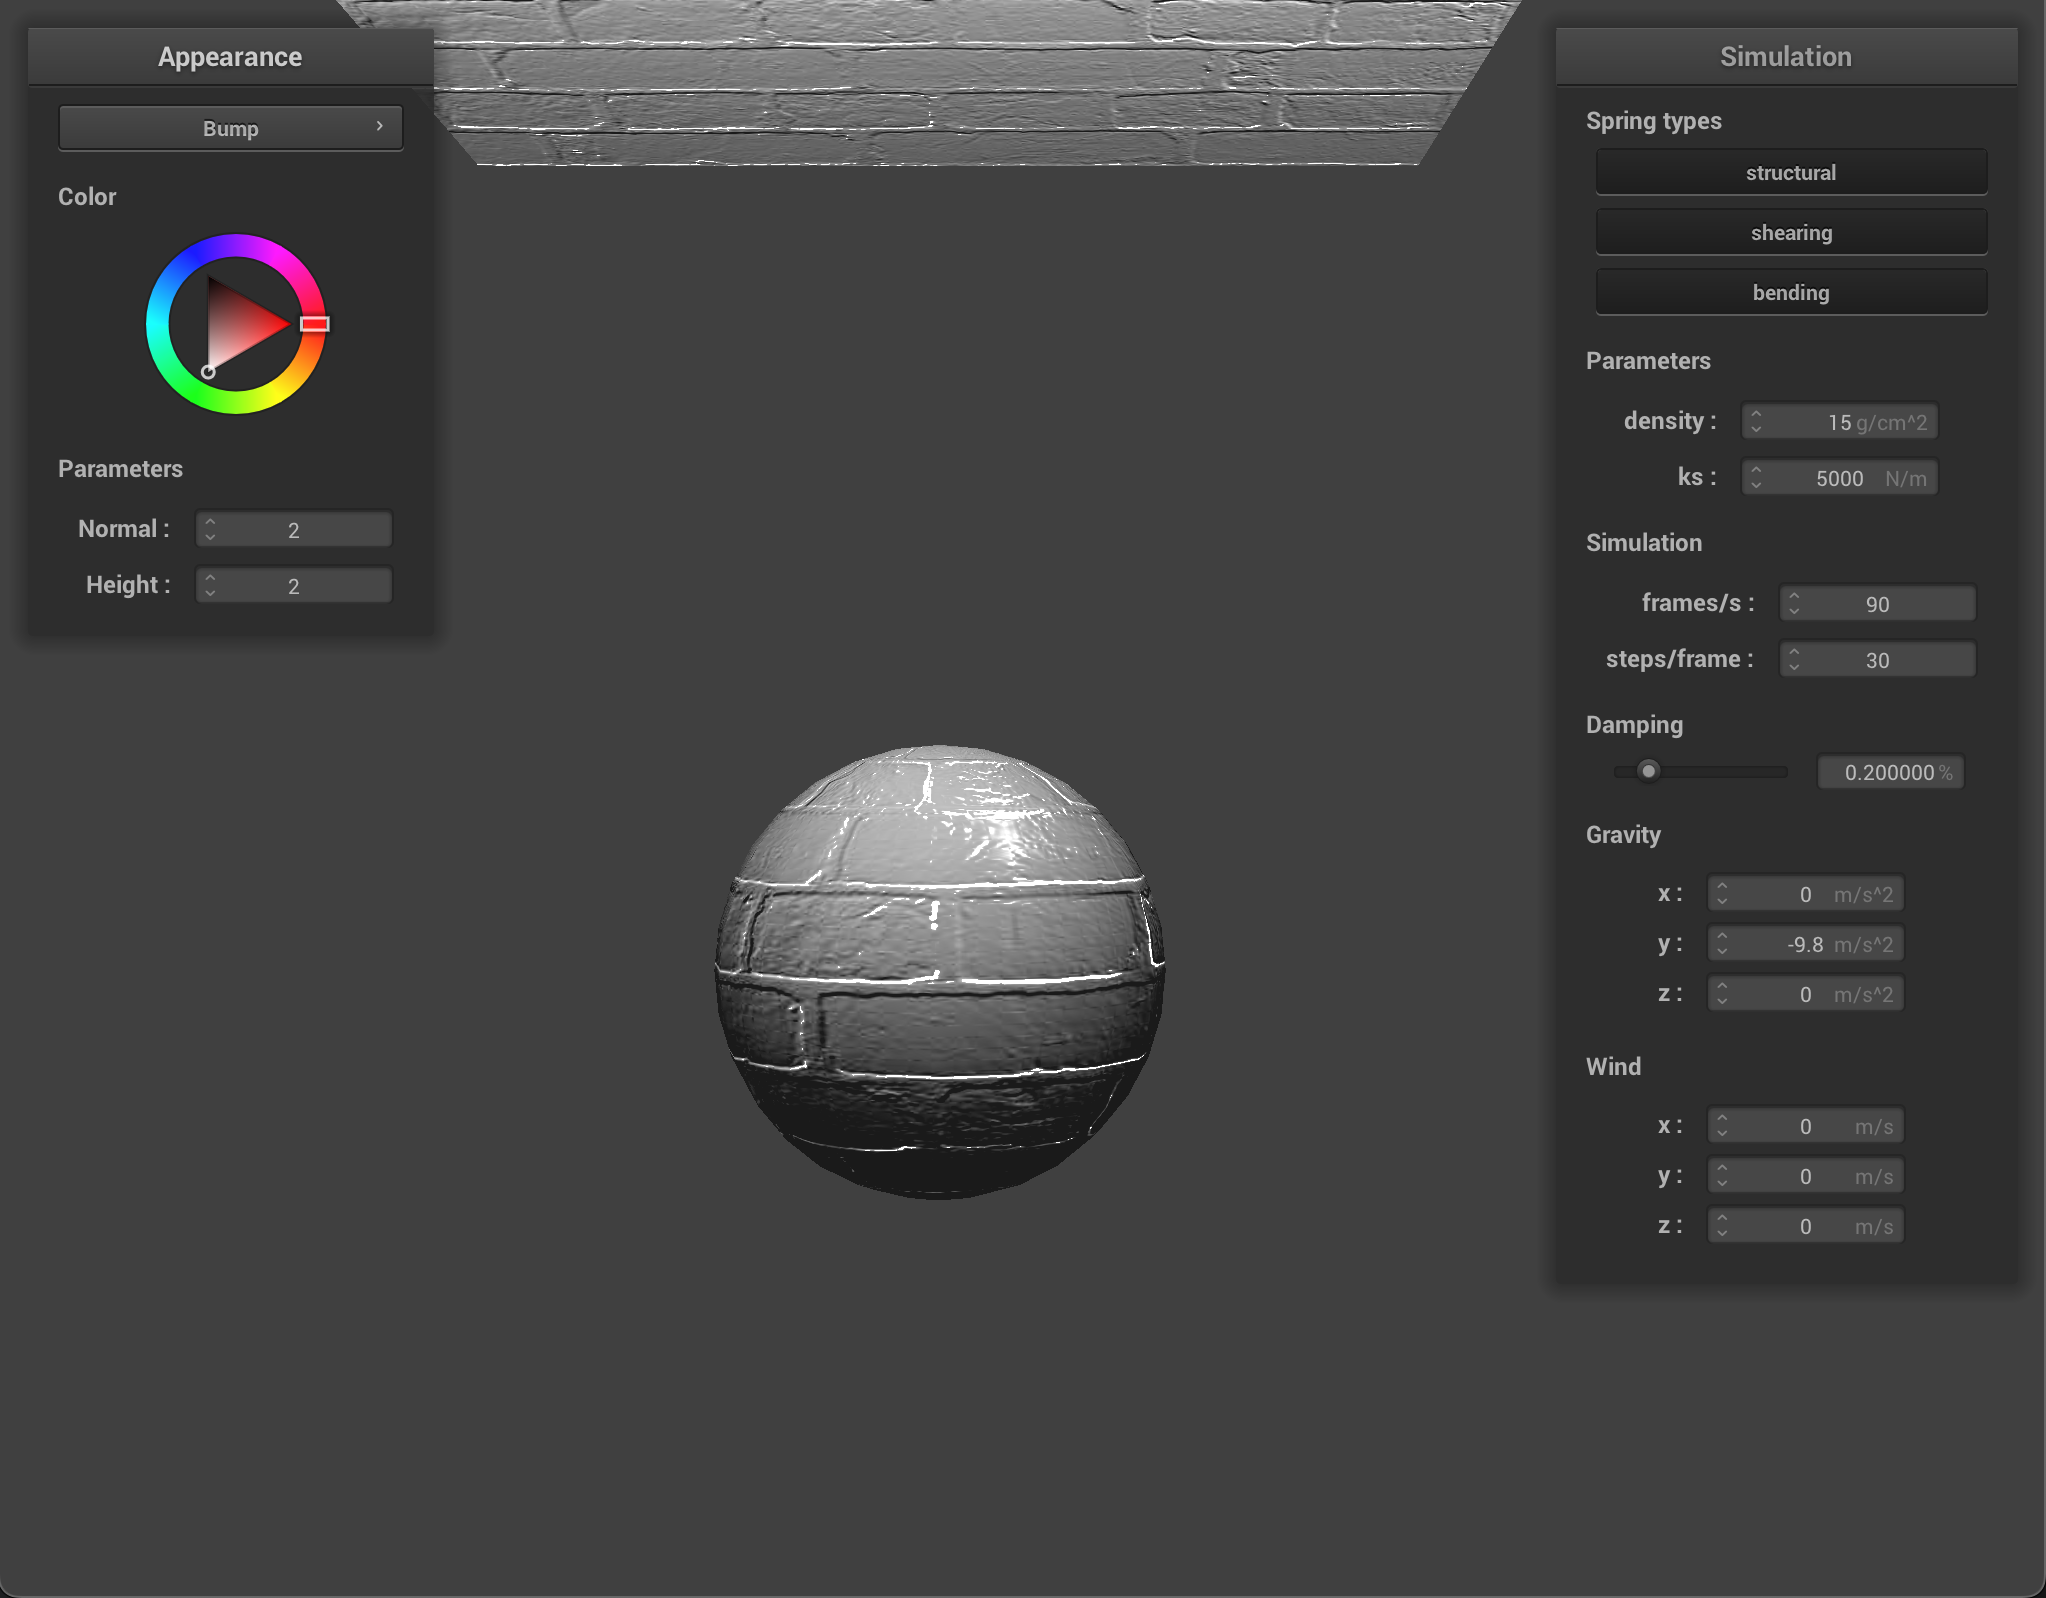 Appearance
Bump
Color
Parameters
Normal : 2
Height : 2
Simulation
Spring types
structural
shearing
bending
Parameters
density : 15 g/cm^2
ks : 5000 N/m
Simulation
frames/s : 90
steps/frame : 30
Damping
0.200000 %
Gravity
x : 0 m/s^2
y : -9.8 m/s^2
z : 0 m/s^2
Wind
x : 0 m/s
y : 0 m/s
z : 0 m/s